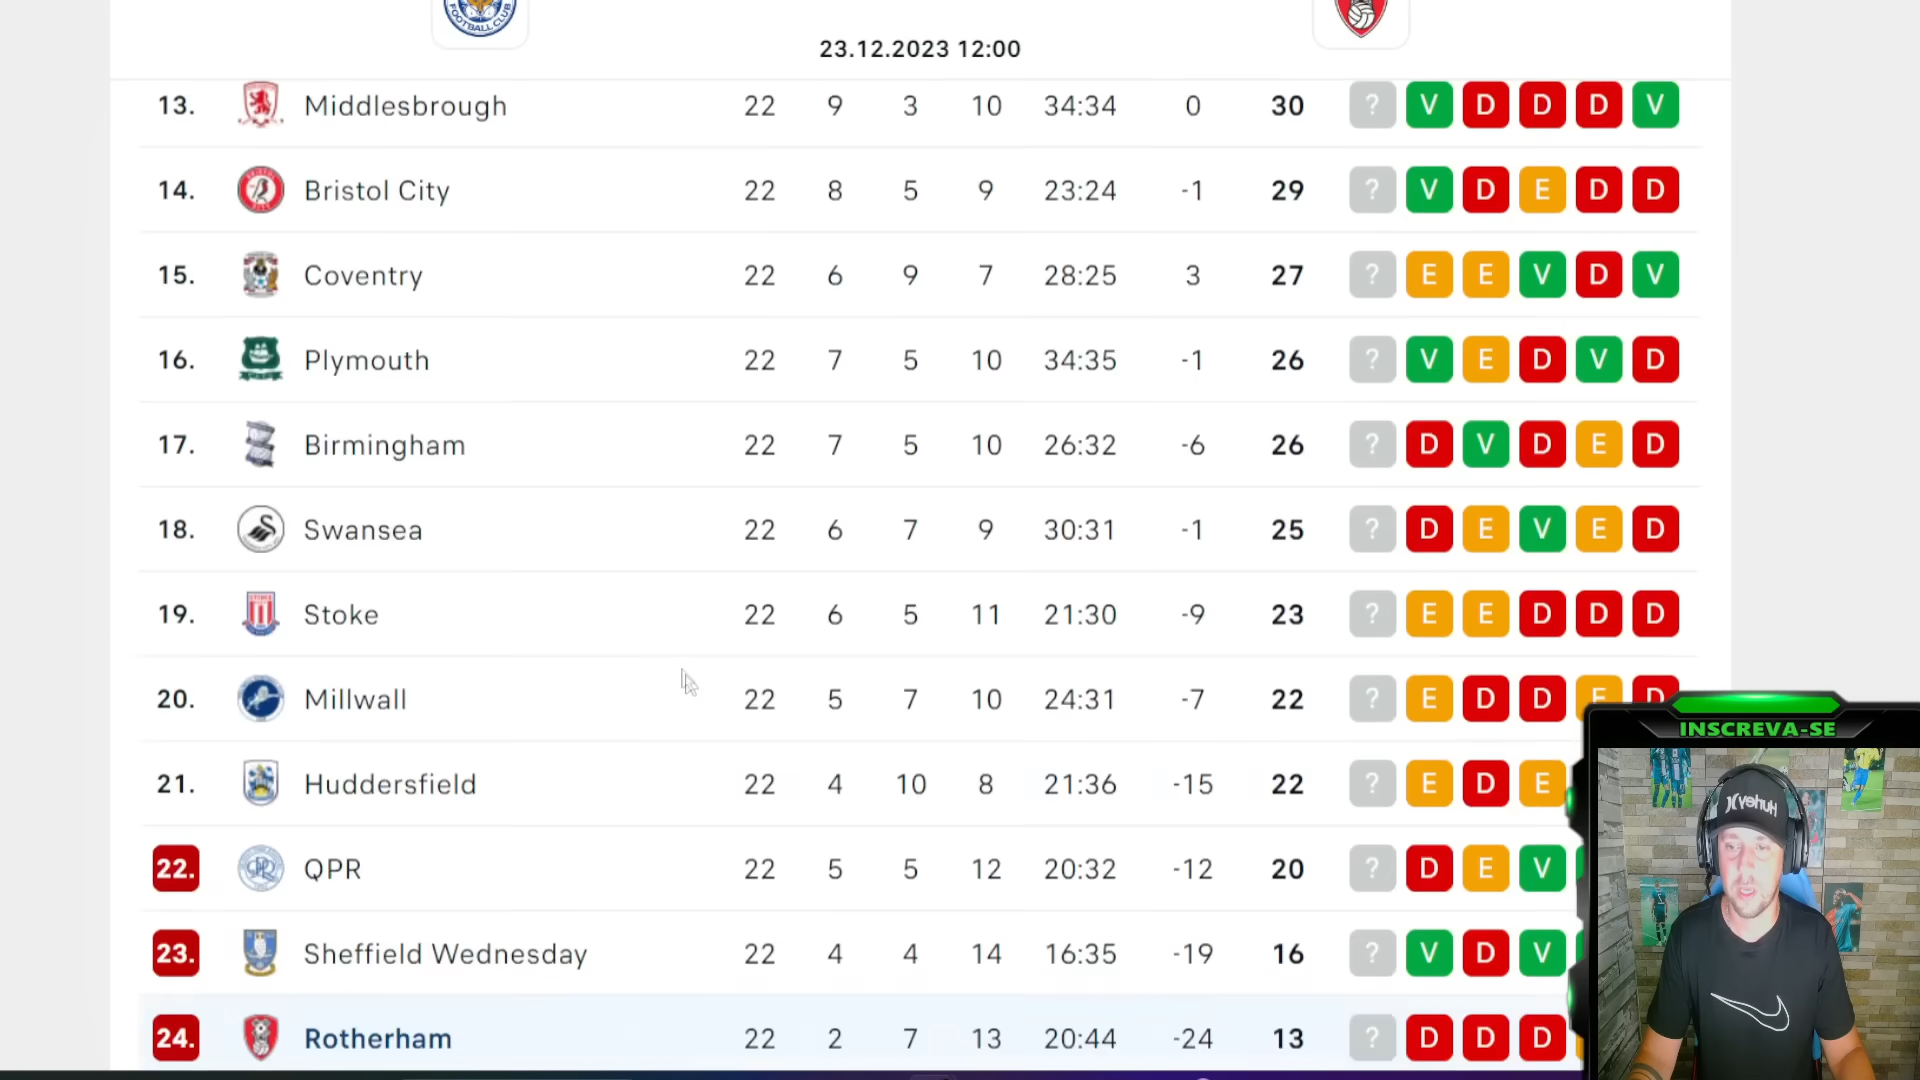 FOOTBALL CLUB
23.12.2023 12:00
13. Middlesbrough 22 9 3 10 34:34 0 30 ? V D D D V
14. Bristol City 22 8 5 9 23:24 -1 29 ? V D E D D
15. Coventry 22 6 9 7 28:25 3 27 ? E E V D V
16. Plymouth 22 7 5 10 34:35 -1 26 ? V E D V D
17. Birmingham 22 7 5 10 26:32 -6 26 ? D V D E D
18. Swansea 22 6 7 9 30:31 -1 25 ? D E V E D
19. Stoke 22 6 5 11 21:30 -9 23 ? E E D D D
20. Millwall 22 5 7 10 24:31 -7 22 ? E D D E D
21. Huddersfield 22 4 10 8 21:36 -15 22 ? E D E
22. QPR 22 5 5 12 20:32 -12 20 ? D E V
23. Sheffield Wednesday 22 4 4 14 16:35 -19 16 ? V D V
24. Rotherham 22 2 7 13 20:44 -24 13 ? D D D
INSCREVA-SE